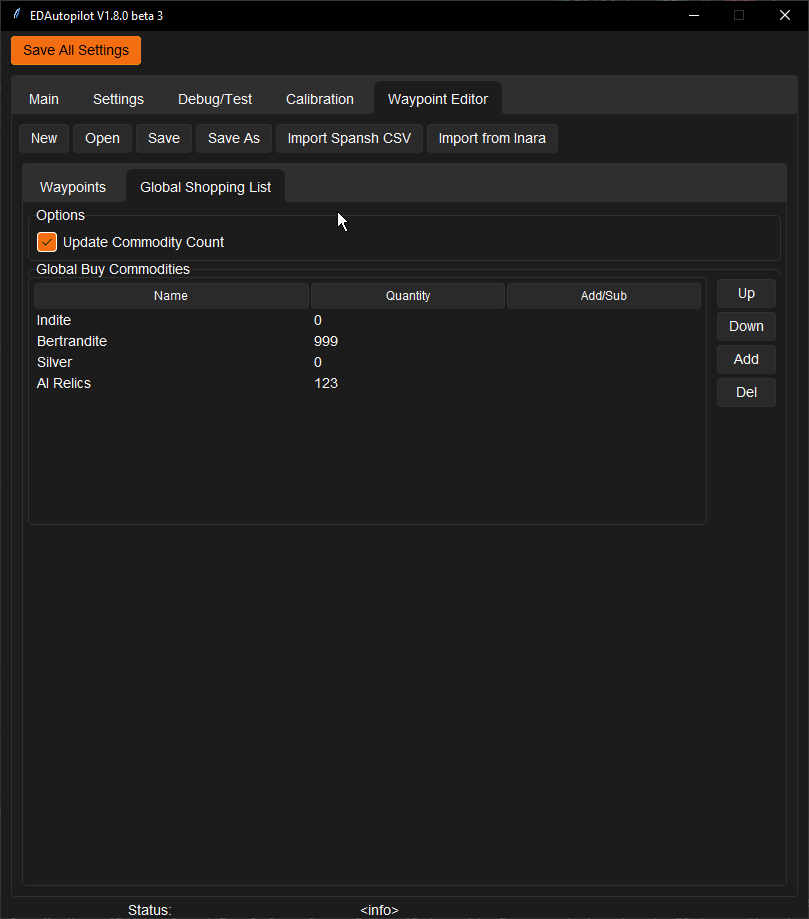 EDAutopilot V1.8.0 beta 3
Save All Settings
Main Settings Debug/Test Calibration Waypoint Editor
New Open Save Save As Import Spansh CSV Import from Inara
Waypoints Global Shopping List
Options
Update Commodity Count
Global Buy Commodities
Name Quantity Add/Sub
Indite 0
Bertrandite 999
Silver 0
AI Relics 123
Up
Down
Add
Del
Status: <info>